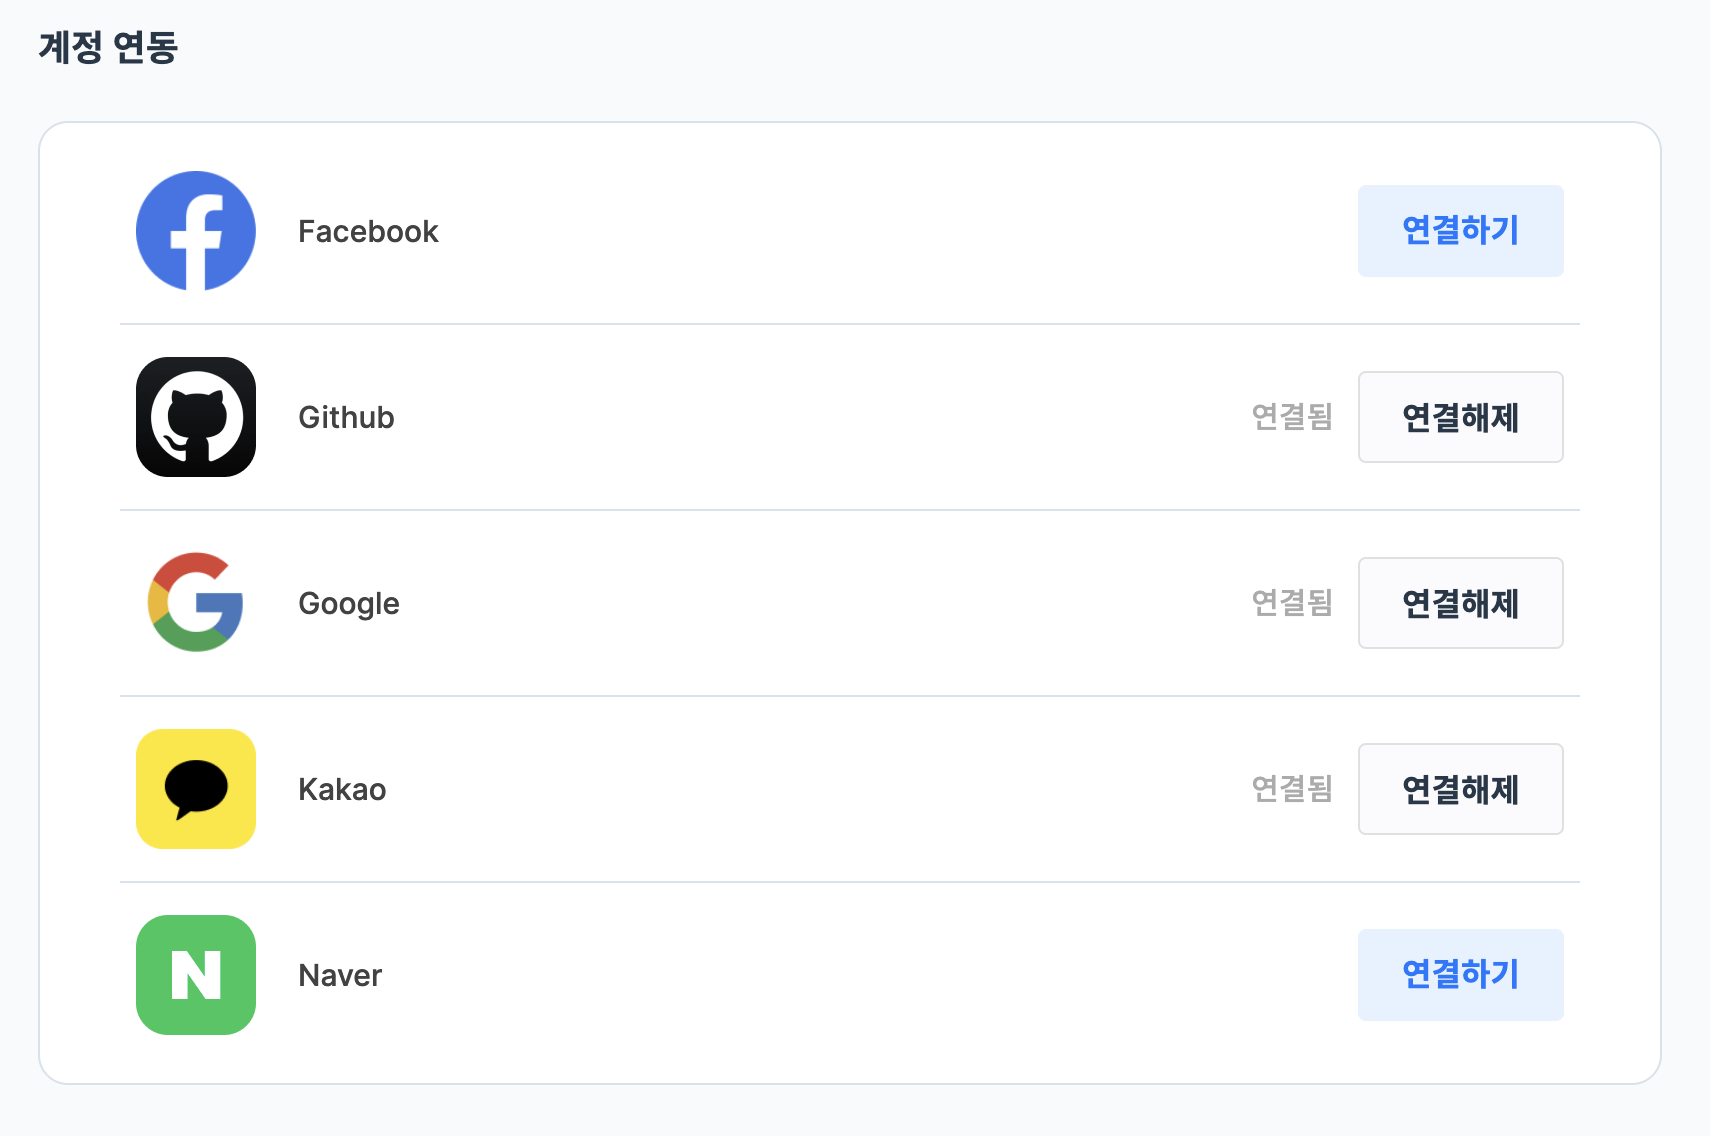 계정 연동
Facebook 연결하기
Github 연결됨 연결해제
Google 연결됨 연결해제
Kakao 연결됨 연결해제
N Naver 연결하기